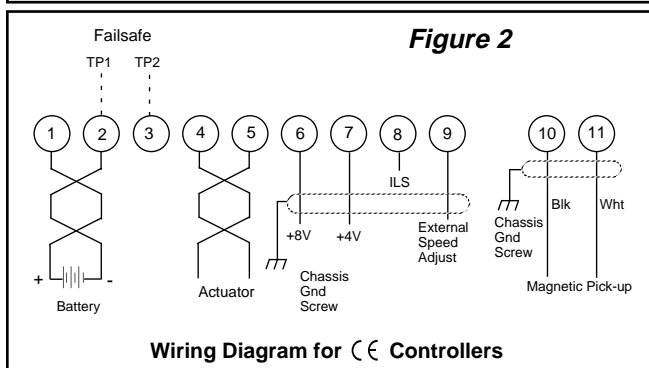 Figure 2
Failsafe
TP1 TP2
1 2 3 4 5 6 7 8 9 10 11
ILS
+8V +4V
External
Speed
Adjust
Chassis
Gnd
Screw
Blk Wht
+ -
Battery
Actuator
Chassis
Gnd
Screw
Magnetic Pick-up
Wiring Diagram for CE Controllers